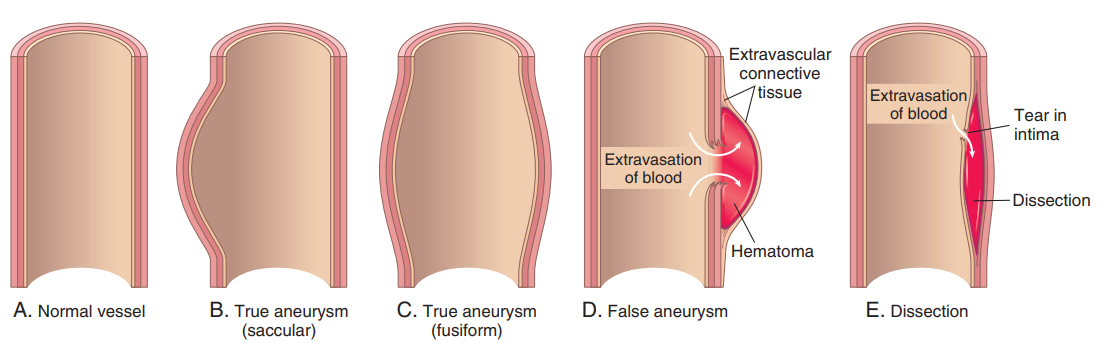 Extravascular
connective
tissue
Extravasation
of blood
Hematoma
Extravasation
of blood
Tear in
intima
Dissection
A. Normal vessel
B. True aneurysm
(saccular)
C. True aneurysm
(fusiform)
D. False aneurysm
E. Dissection